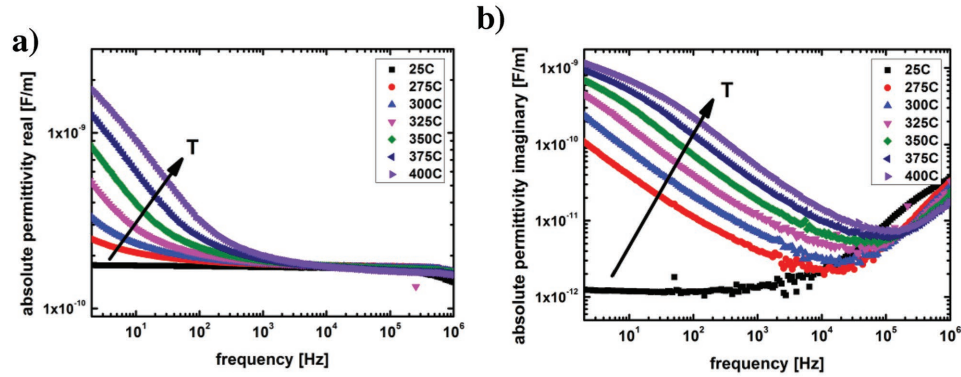 a)
absolute permittivity real [F/m]
1x10⁻⁹
1x10⁻¹⁰
T
25C
275C
300C
325C
350C
375C
400C
10¹ 10² 10³ 10⁴ 10⁵ 10⁶
frequency [Hz]
b)
absolute permittivity imaginary [F/m]
1x10⁻⁹
1x10⁻¹⁰
1x10⁻¹¹
1x10⁻¹²
T
25C
275C
300C
325C
350C
375C
400C
10¹ 10² 10³ 10⁴ 10⁵ 10⁶
frequency [Hz]